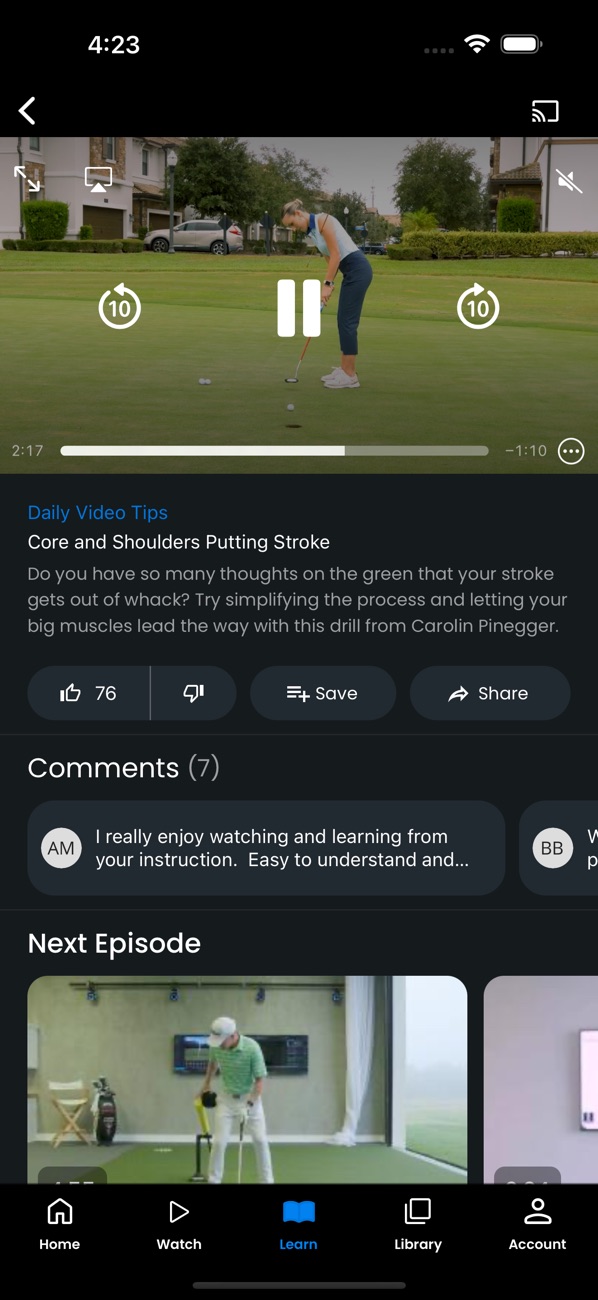 4:23
10
10
2:17
−1:10
Daily Video Tips
Core and Shoulders Putting Stroke
Do you have so many thoughts on the green that your stroke
gets out of whack? Try simplifying the process and letting your
big muscles lead the way with this drill from Carolin Pinegger.
76
Save
Share
Comments (7)
AM
I really enjoy watching and learning from
your instruction.  Easy to understand and...
BB
Next Episode
Home
Watch
Learn
Library
Account